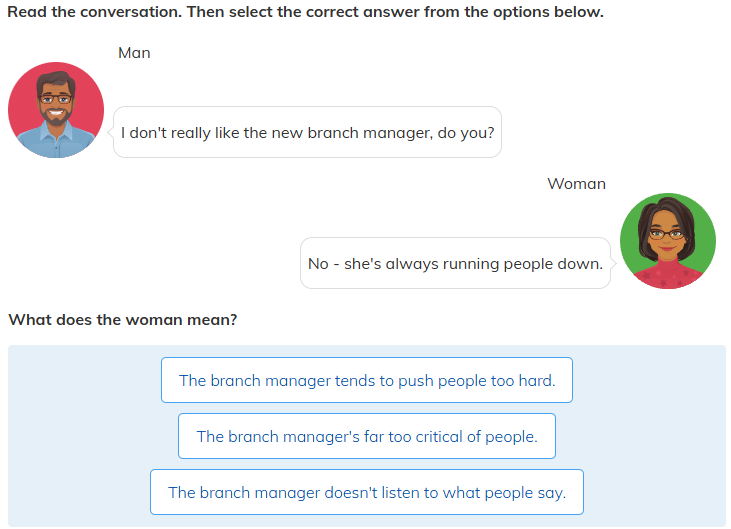 Read the conversation. Then select the correct answer from the options below.
Man
I don't really like the new branch manager, do you?
Woman
No - she's always running people down.
What does the woman mean?
The branch manager tends to push people too hard.
The branch manager's far too critical of people.
The branch manager doesn't listen to what people say.